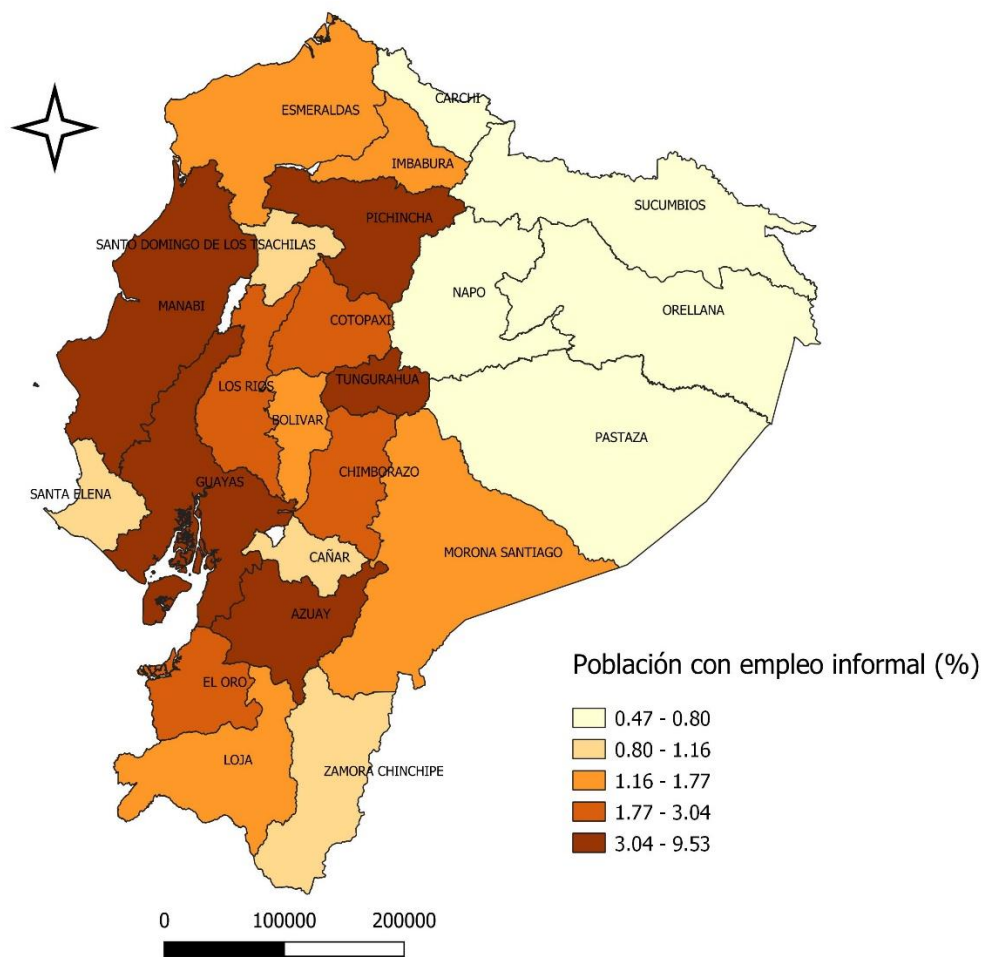 CARCHI
ESMERALDAS
IMBABURA
SUCUMBIOS
PICHINCHA
SANTO DOMINGO DE LOS TSACHILAS
NAPO
MANABI
ORELLANA
COTOPAXI
TUNGURAHUA
LOS RIOS
BOLIVAR
PASTAZA
CHIMBORAZO
GUAYAS
SANTA ELENA
MORONA SANTIAGO
CAÑAR
AZUAY
EL ORO
LOJA
ZAMORA CHINCHIPE
Población con empleo informal (%)
0.47 - 0.80
0.80 - 1.16
1.16 - 1.77
1.77 - 3.04
3.04 - 9.53
0 100000 200000